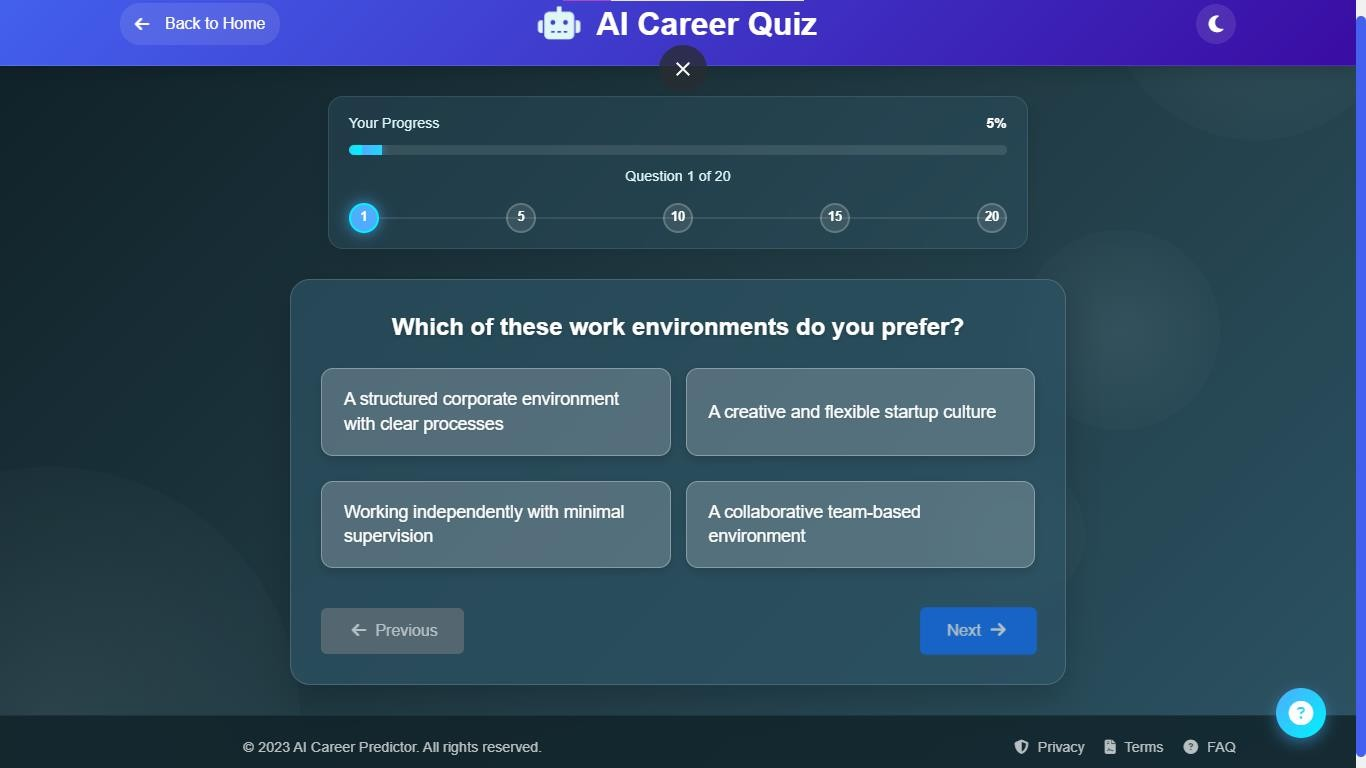 Back to Home
AI Career Quiz
Your Progress
5%
Question 1 of 20
1
5
10
15
20
Which of these work environments do you prefer?
A structured corporate environment
with clear processes
A creative and flexible startup culture
Working independently with minimal
supervision
A collaborative team-based
environment
Previous
Next
?
© 2023 AI Career Predictor. All rights reserved.
Privacy
Terms
FAQ